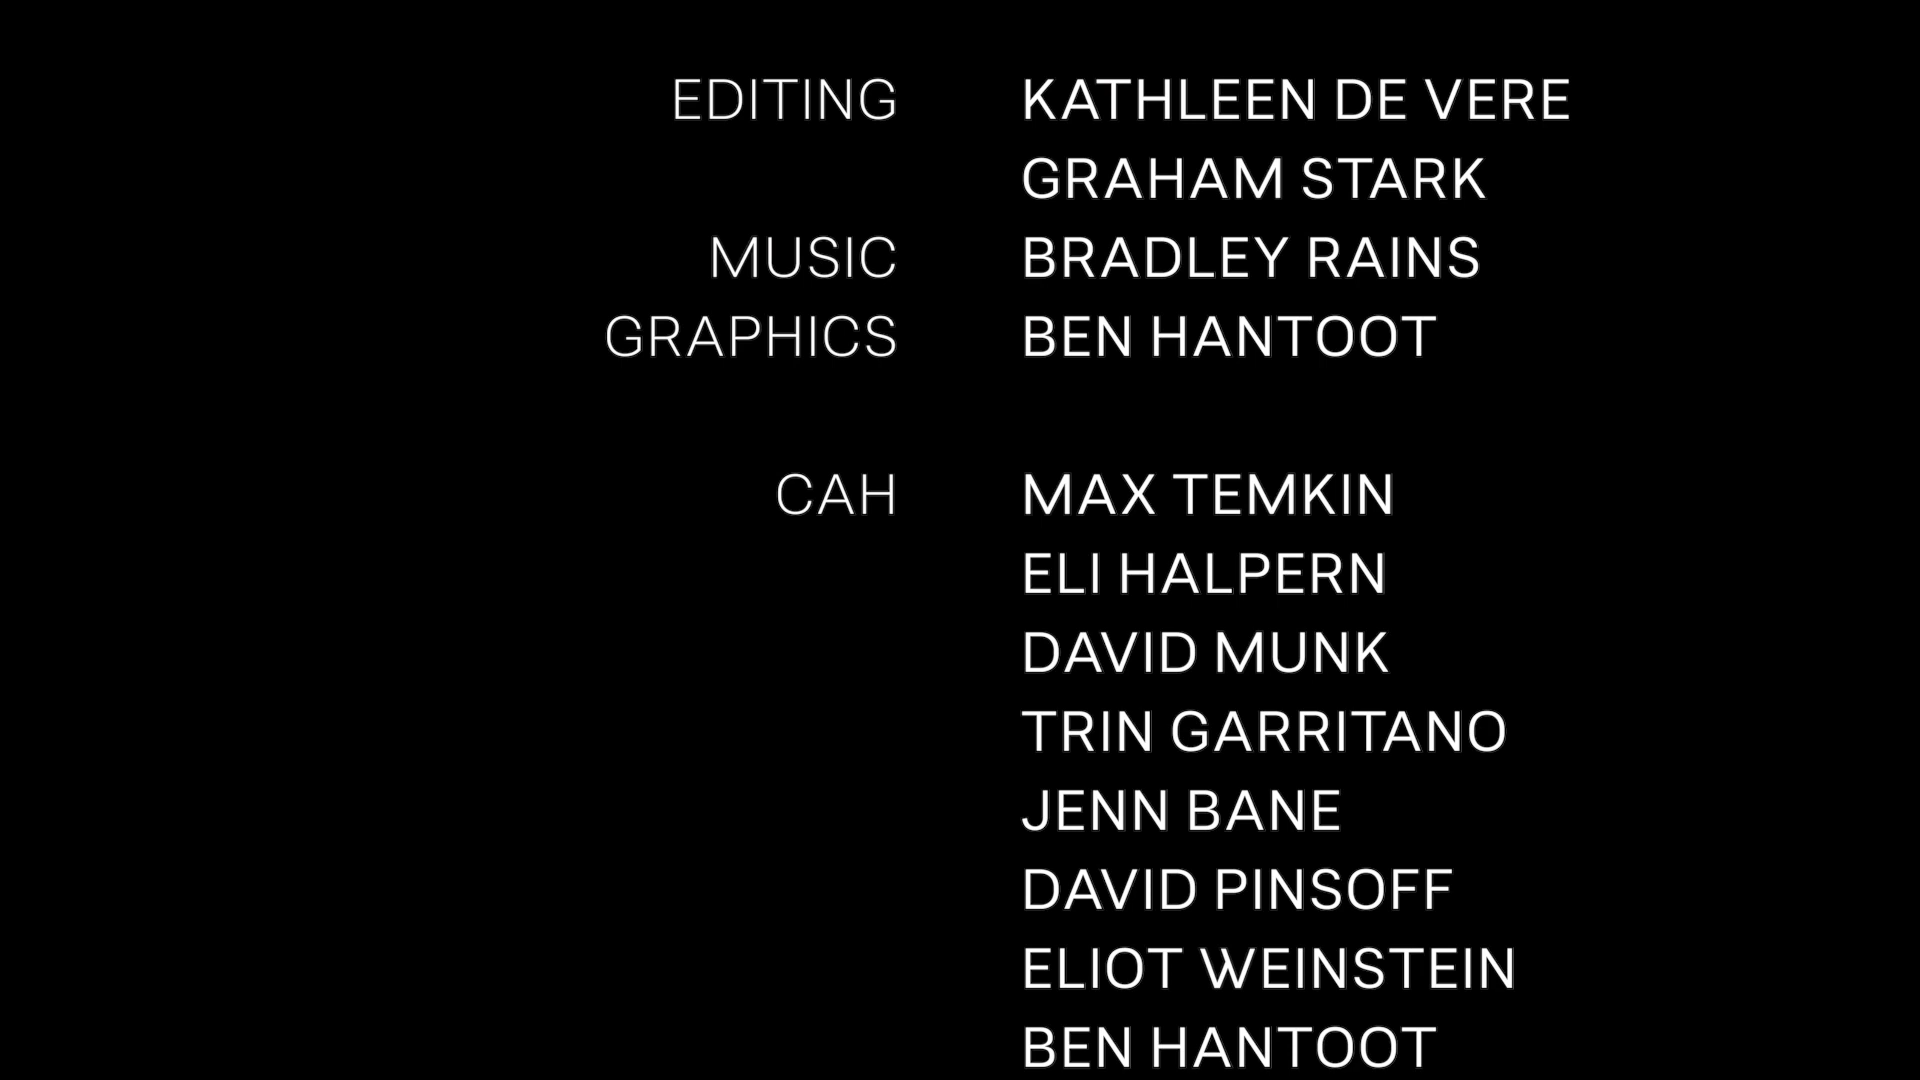 EDITING KATHLEEN DE VERE
GRAHAM STARK
MUSIC BRADLEY RAINS
GRAPHICS BEN HANTOOT
CAH MAX TEMKIN
ELI HALPERN
DAVID MUNK
TRIN GARRITANO
JENN BANE
DAVID PINSOFF
ELIOT WEINSTEIN
BEN HANTOOT